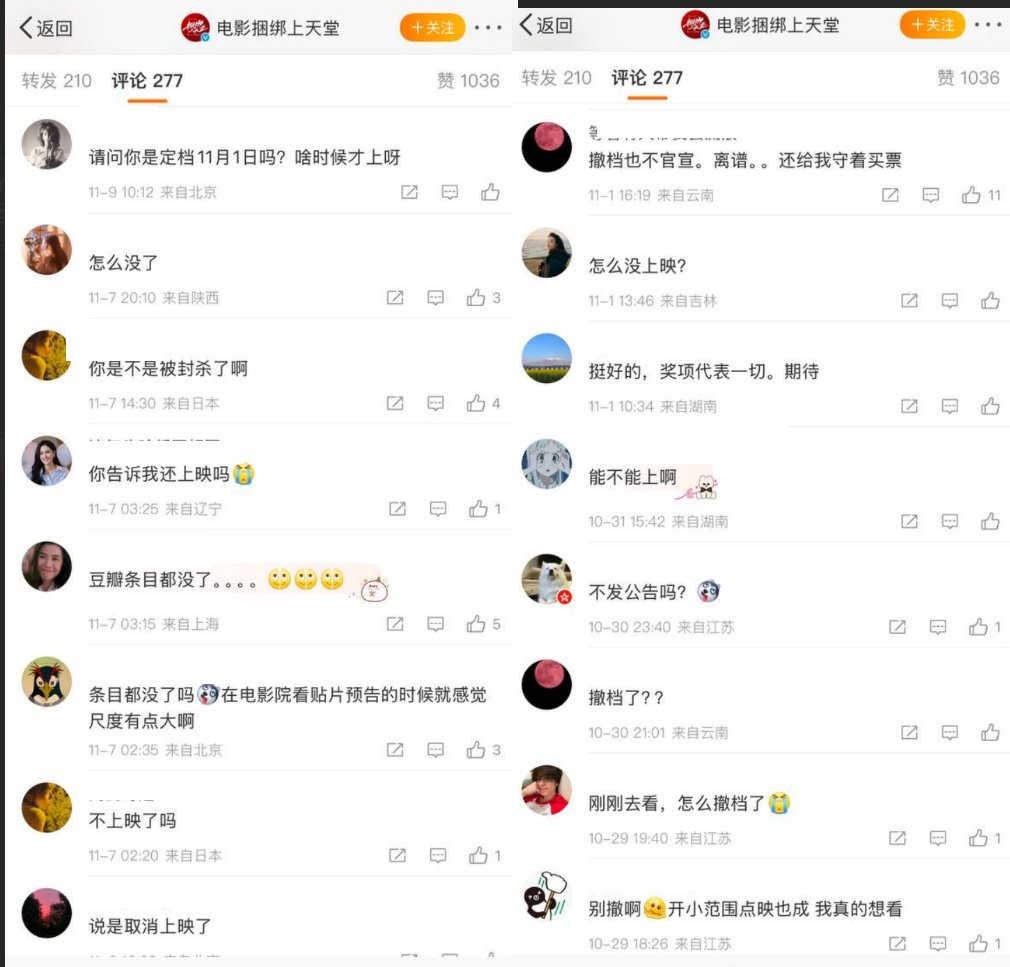 返回
电影捆绑上天堂
+关注
转发 210
评论 277
赞 1036
请问你是定档11月1日吗？啥时候才上呀
11-9 10:12 来自北京
怎么没了
11-7 20:10 来自陕西
3
你是不是被封杀了啊
11-7 14:30 来自日本
4
你告诉我还上映吗😭
11-7 03:25 来自辽宁
1
豆瓣条目都没了。。。。
11-7 03:15 来自上海
5
条目都没了吗在电影院看贴片预告的时候就感觉
尺度有点大啊
11-7 02:35 来自北京
3
不上映了吗
11-7 02:20 来自日本
1
说是取消上映了
返回
电影捆绑上天堂
+关注
转发 210
评论 277
赞 1036
撤档也不官宣。离谱。。还给我守着买票
11-1 16:19 来自云南
11
怎么没上映？
11-1 13:46 来自吉林
挺好的，奖项代表一切。期待
11-1 10:34 来自湖南
能不能上啊
10-31 15:42 来自湖南
不发公告吗？
10-30 23:40 来自江苏
1
撤档了??
10-30 21:01 来自云南
刚刚去看，怎么撤档了😭
10-29 19:40 来自江苏
1
别撤啊开小范围点映也成 我真的想看
10-29 18:26 来自江苏
1